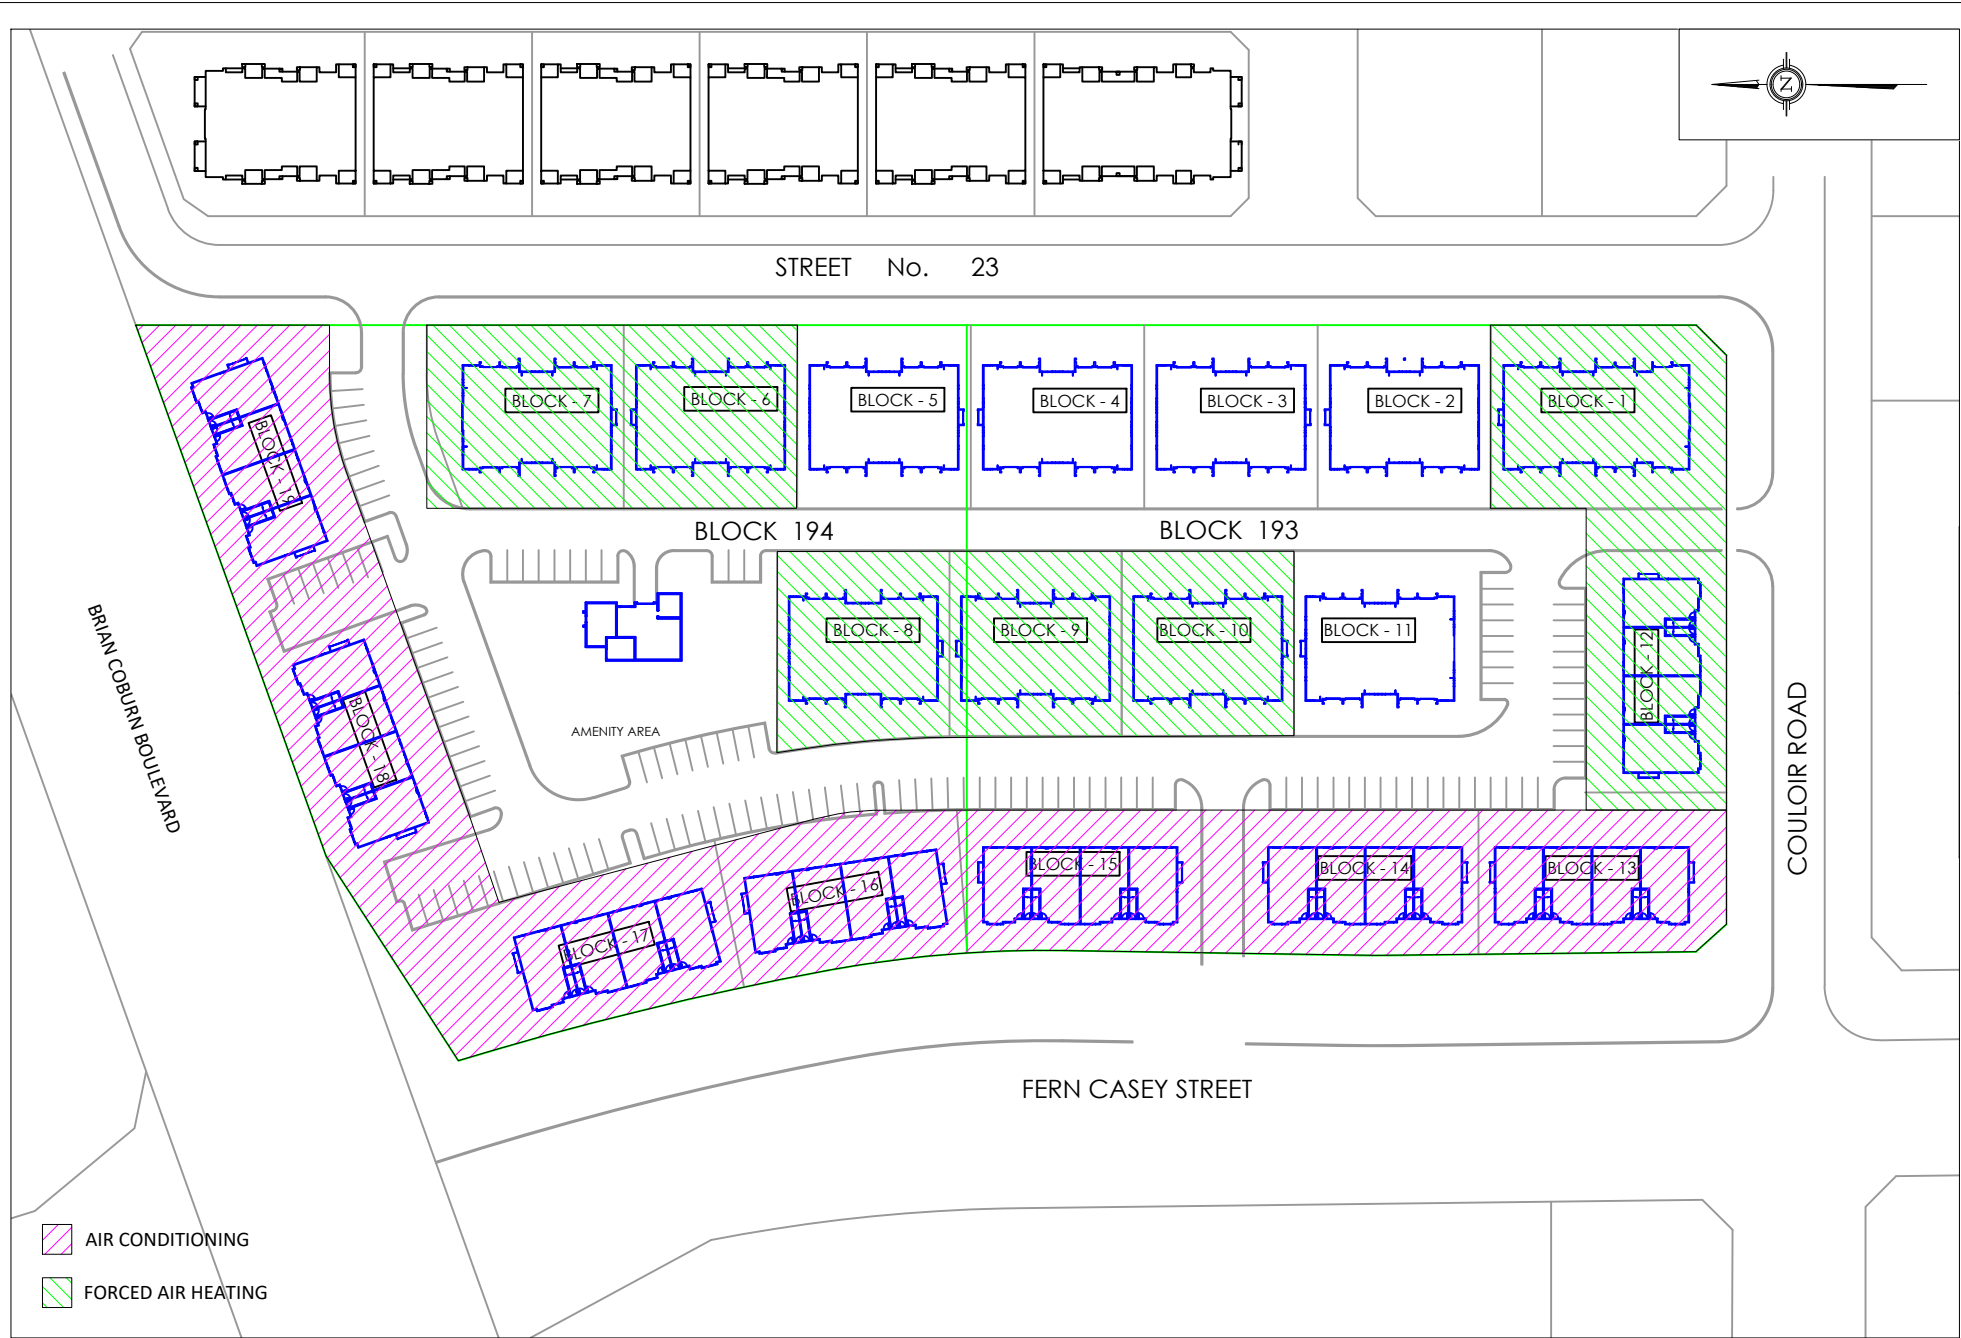 N
STREET No. 23
BLOCK - 7
BLOCK - 6
BLOCK - 5
BLOCK - 4
BLOCK - 3
BLOCK - 2
BLOCK - 1
BLOCK - 19
BLOCK 194
BLOCK 193
BLOCK - 8
BLOCK - 9
BLOCK - 10
BLOCK - 11
BLOCK - 12
BRIAN COBURN BOULEVARD
BLOCK - 18
AMENITY AREA
COULOIR ROAD
BLOCK - 17
BLOCK - 16
BLOCK - 15
BLOCK - 14
BLOCK - 13
FERN CASEY STREET
AIR CONDITIONING
FORCED AIR HEATING